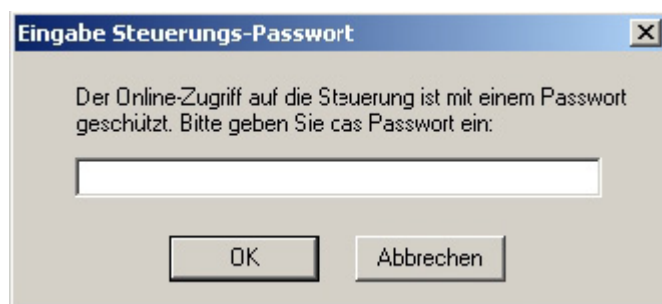 Eingabe Steuerungs-Passwort
Der Online-Zugriff auf die Steuerung ist mit einem Passwort
geschützt. Bitte geben Sie das Passwort ein:
OK Abbrechen